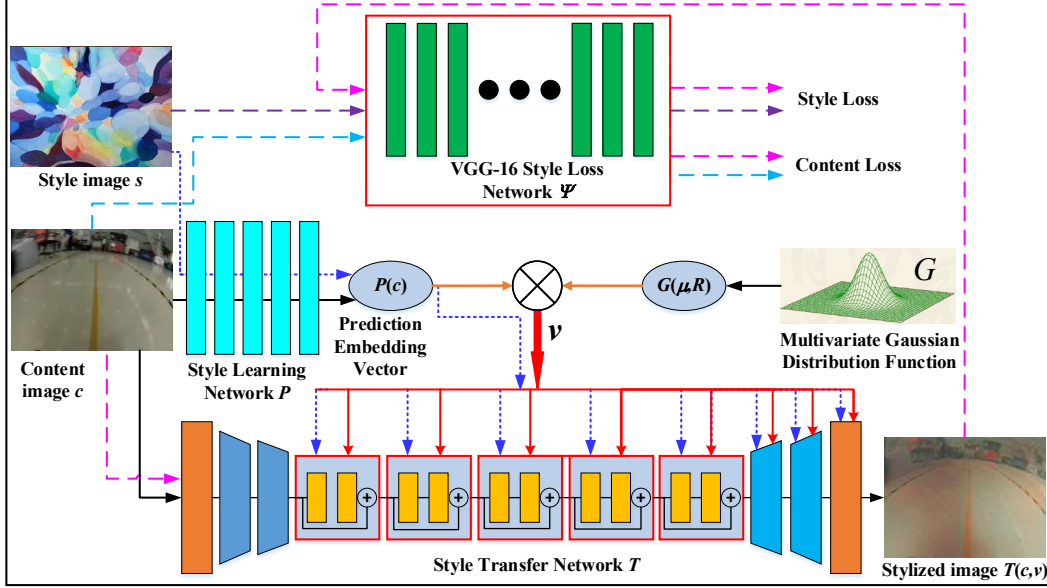 Style Loss
VGG-16 Style Loss
Network Ψ
Content Loss
Style image s
P(c)
G(μ,R)
G
v
Prediction
Embedding
Vector
Multivariate Gaussian
Distribution Function
Style Learning
Network P
Content
image c
Style Transfer Network T
Stylized image T(c,v)